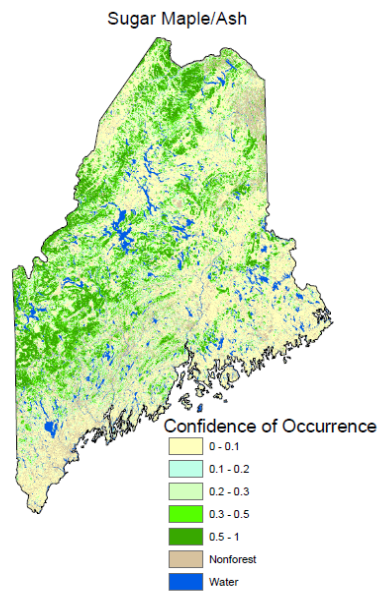 Sugar Maple/Ash
Confidence of Occurrence
0 - 0.1
0.1 - 0.2
0.2 - 0.3
0.3 - 0.5
0.5 - 1
Nonforest
Water